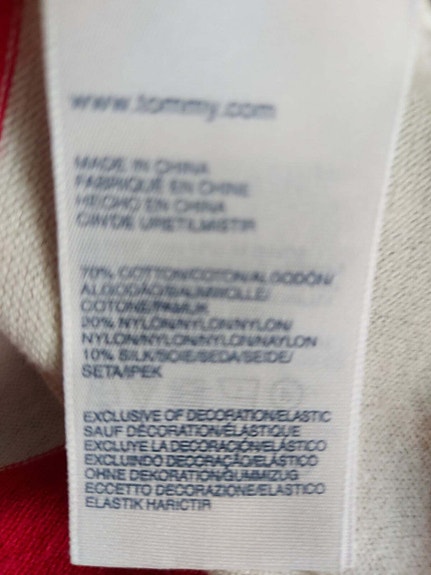 www.tommy.com
MADE IN CHINA
FABRIQUÉ EN CHINE
HECHO EN CHINA
ÇIN'DE ÜRETILMISTIR
70% COTTON/COTON/ALGODÓN/
ALGODÃO/BAUMWOLLE/
COTONE/PAMUK
20% NYLON/NYLON/NYLON/
NYLON/NYLON/NYLON/NAYLON
10% SILK/SOIE/SEDA/SEIDE/
SETA/IPEK
EXCLUSIVE OF DECORATION/ELASTIC
SAUF DÉCORATION/ÉLASTIQUE
EXCLUYE LA DECORACIÓN/ELÁSTICO
EXCLUINDO DECORAÇÃO/ELÁSTICO
OHNE DEKORATION/GUMMIZUG
ECCETTO DECORAZIONE/ELASTICO
ELASTIK HARICTIR